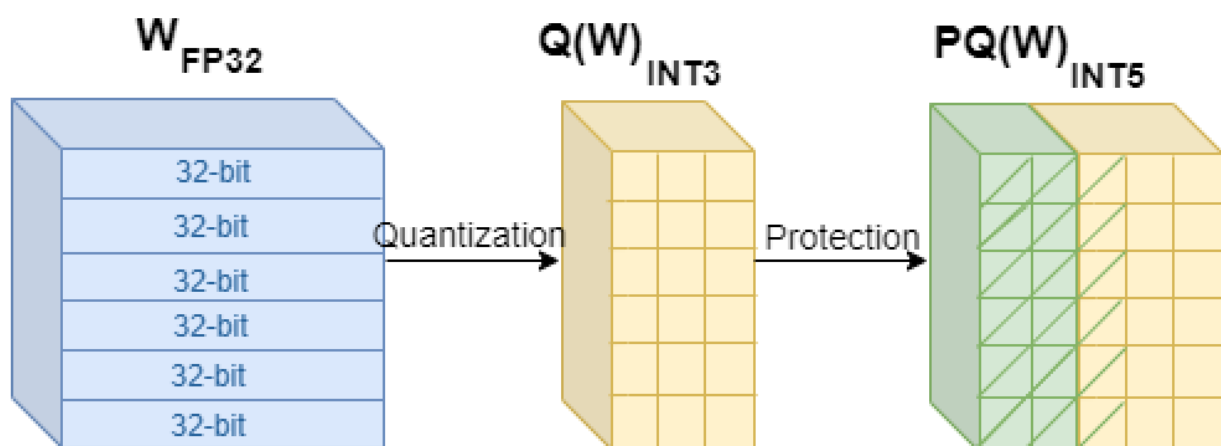 W FP32
Q(W) INT3
PQ(W) INT5
32-bit
32-bit
32-bit
32-bit
32-bit
32-bit
Quantization
Protection